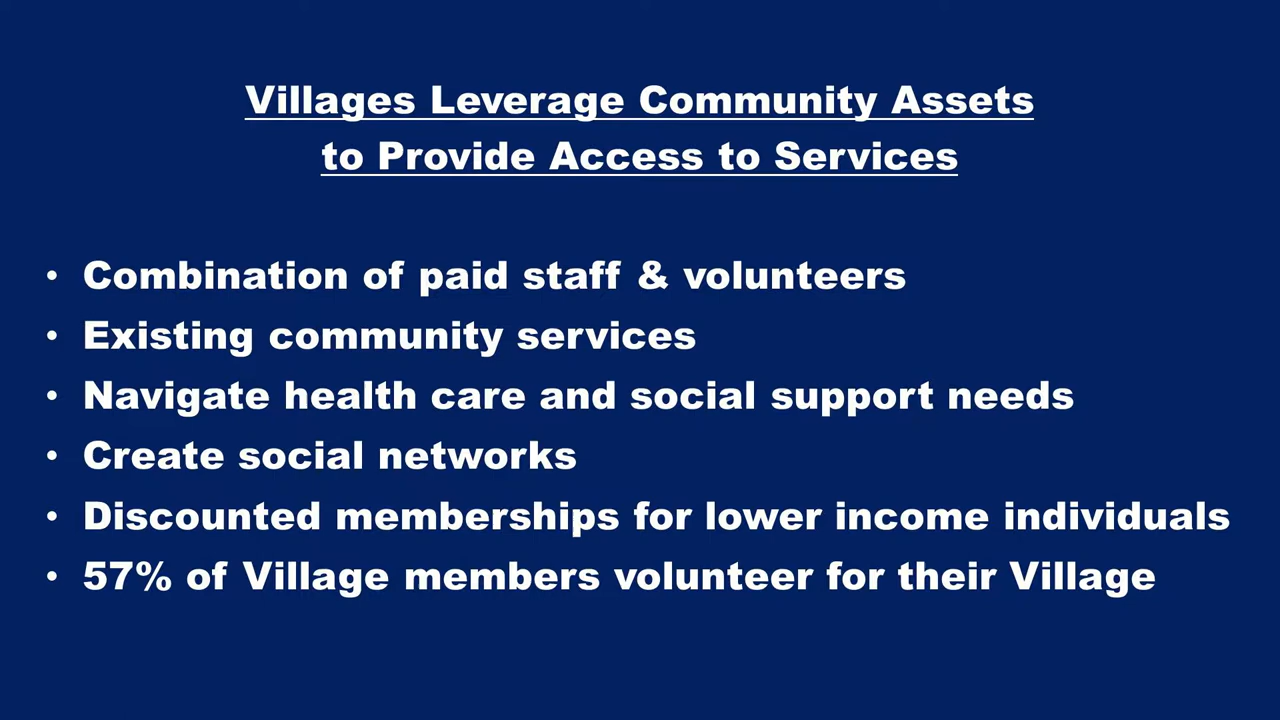 Villages Leverage Community Assets
to Provide Access to Services
• Combination of paid staff & volunteers
• Existing community services
• Navigate health care and social support needs
• Create social networks
• Discounted memberships for lower income individuals
• 57% of Village members volunteer for their Village